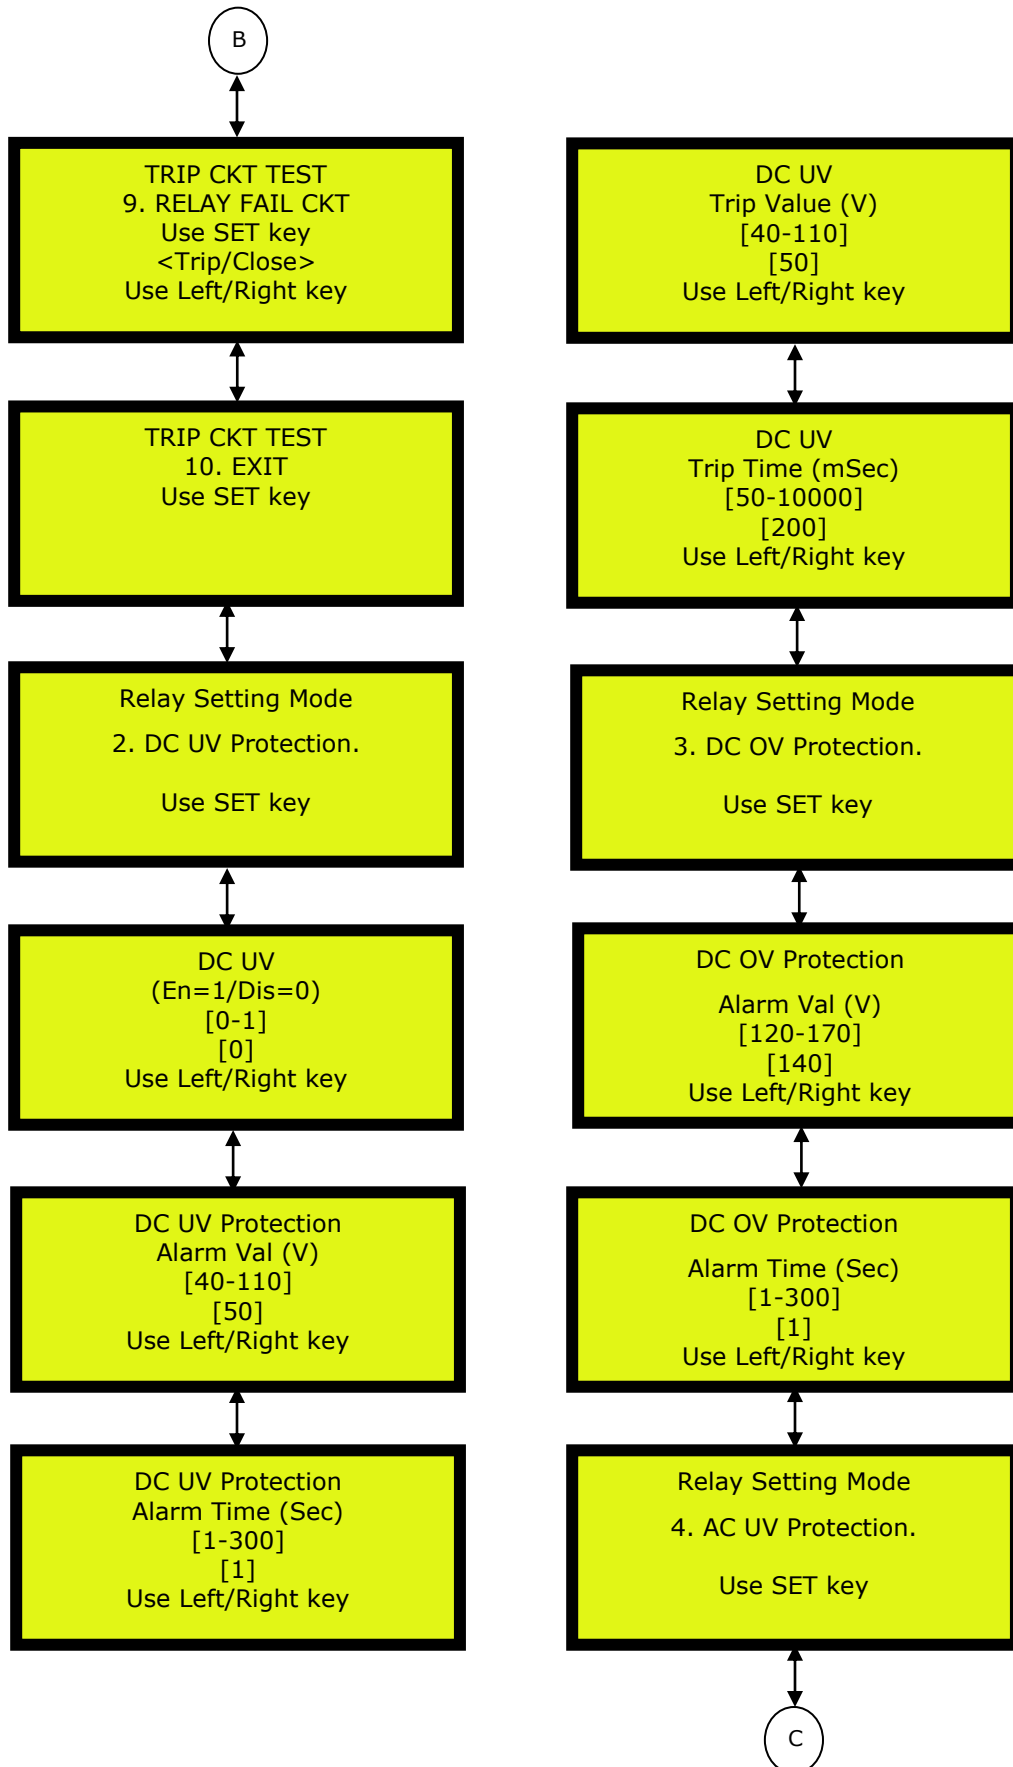 B
TRIP CKT TEST
9. RELAY FAIL CKT
Use SET key
<Trip/Close>
Use Left/Right key
TRIP CKT TEST
10. EXIT
Use SET key
Relay Setting Mode
2. DC UV Protection.
Use SET key
DC UV
(En=1/Dis=0)
[0-1]
[0]
Use Left/Right key
DC UV Protection
Alarm Val (V)
[40-110]
[50]
Use Left/Right key
DC UV Protection
Alarm Time (Sec)
[1-300]
[1]
Use Left/Right key
DC UV
Trip Value (V)
[40-110]
[50]
Use Left/Right key
DC UV
Trip Time (mSec)
[50-10000]
[200]
Use Left/Right key
Relay Setting Mode
3. DC OV Protection.
Use SET key
DC OV Protection
Alarm Val (V)
[120-170]
[140]
Use Left/Right key
DC OV Protection
Alarm Time (Sec)
[1-300]
[1]
Use Left/Right key
Relay Setting Mode
4. AC UV Protection.
Use SET key
C